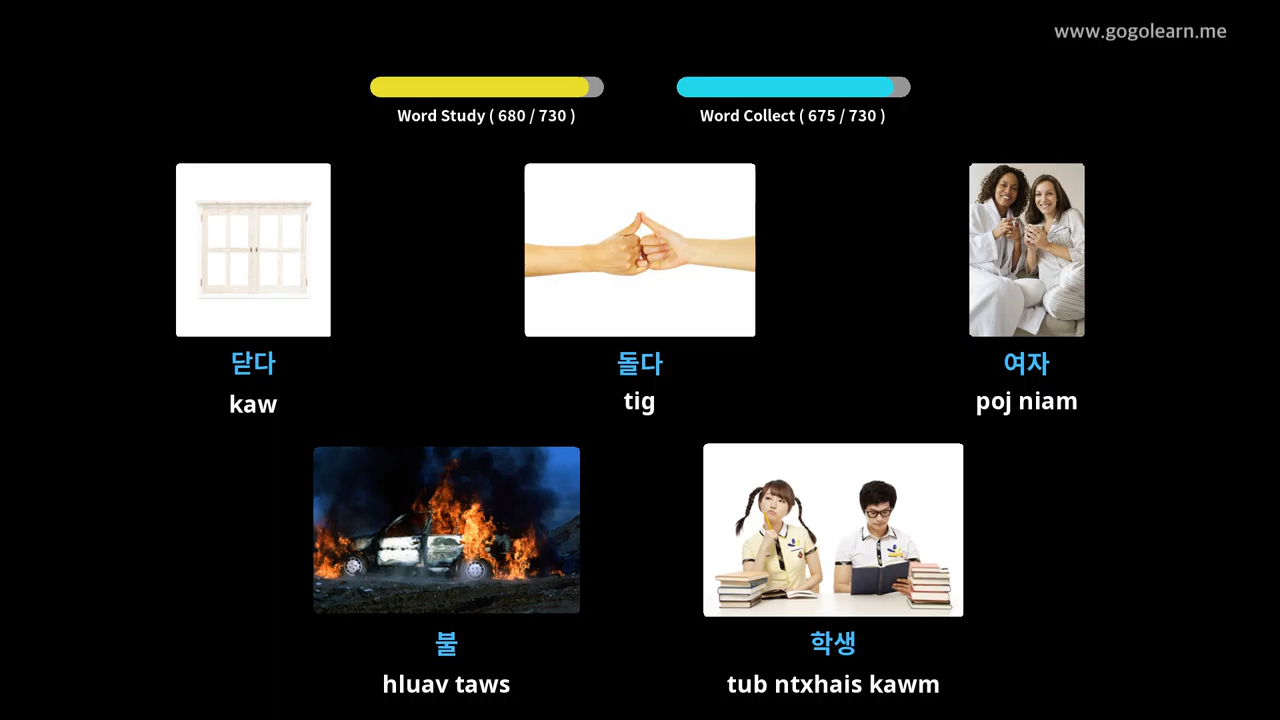 www.gogolearn.me
Word Study ( 680 / 730 )
Word Collect ( 675 / 730 )
닫다
kaw
돌다
tig
여자
poj niam
불
hluav taws
학생
tub ntxhais kawm